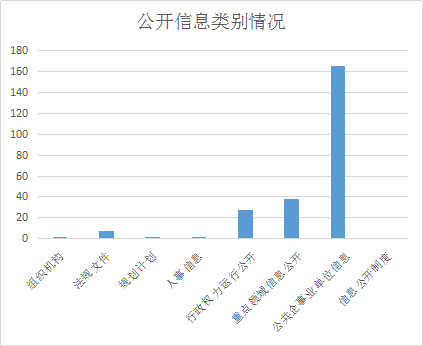 公开信息类别情况
180
160
140
120
100
80
60
40
20
0
组织机构
法规文件
规划计划
人事信息
行政权力运行公开
重点领域信息公开
公共企事业单位信息
信息公开制度